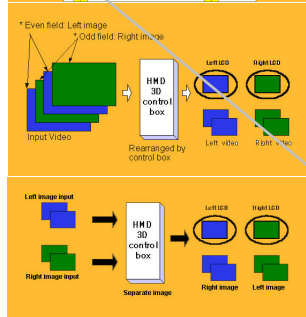 * Even field: Left image
* Odd field: Right image
Left LCD
Right LCD
HMD
3D
control
box
Input Video
Rearranged by
control box
Left video
Right video
Left image input
Right image input
HMD
3D
control
box
Separate image
Left LCD
Right LCD
Right image
Left image